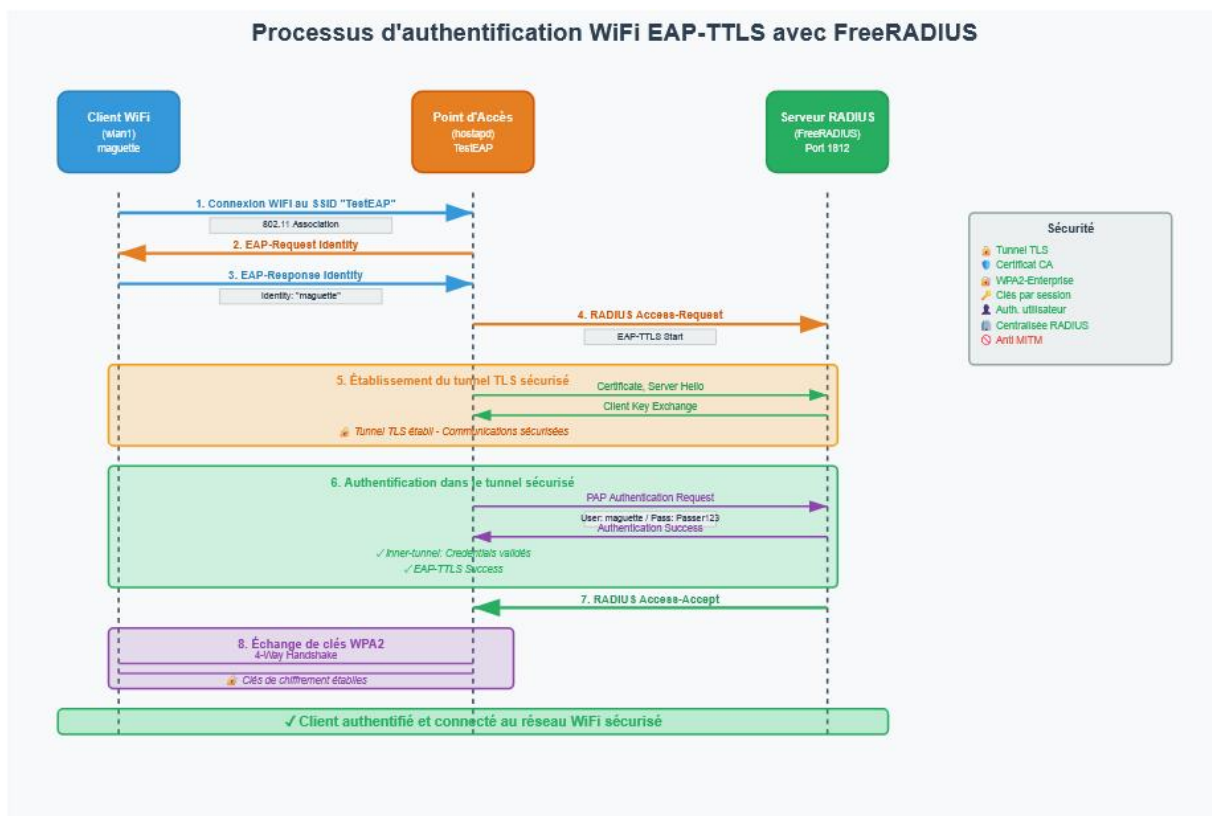 Processus d'authentification WiFi EAP-TTLS avec FreeRADIUS
Client WiFi
(wlan1)
maguette
Point d'Accès
(hostapd)
TestEAP
Serveur RADIUS
(FreeRADIUS)
Port 1812
1. Connexion WiFi au SSID "TestEAP"
802.11 Association
2. EAP-Request Identity
3. EAP-Response Identity
Identity: "maguette"
4. RADIUS Access-Request
EAP-TTLS Start
Sécurité
Tunnel TLS
Certificat CA
WPA2-Enterprise
Clés par session
Auth. utilisateur
Centralisée RADIUS
Anti MITM
5. Établissement du tunnel TLS sécurisé
Certificate, Server Hello
Client Key Exchange
Tunnel TLS établi - Communications sécurisées
6. Authentification dans le tunnel sécurisé
PAP Authentication Request
User: maguette / Pass: Passer123
Authentication Success
✓ Inner-tunnel: Credentials validés
✓ EAP-TTLS Success
7. RADIUS Access-Accept
8. Échange de clés WPA2
4-Way Handshake
Clés de chiffrement établies
✓ Client authentifié et connecté au réseau WiFi sécurisé